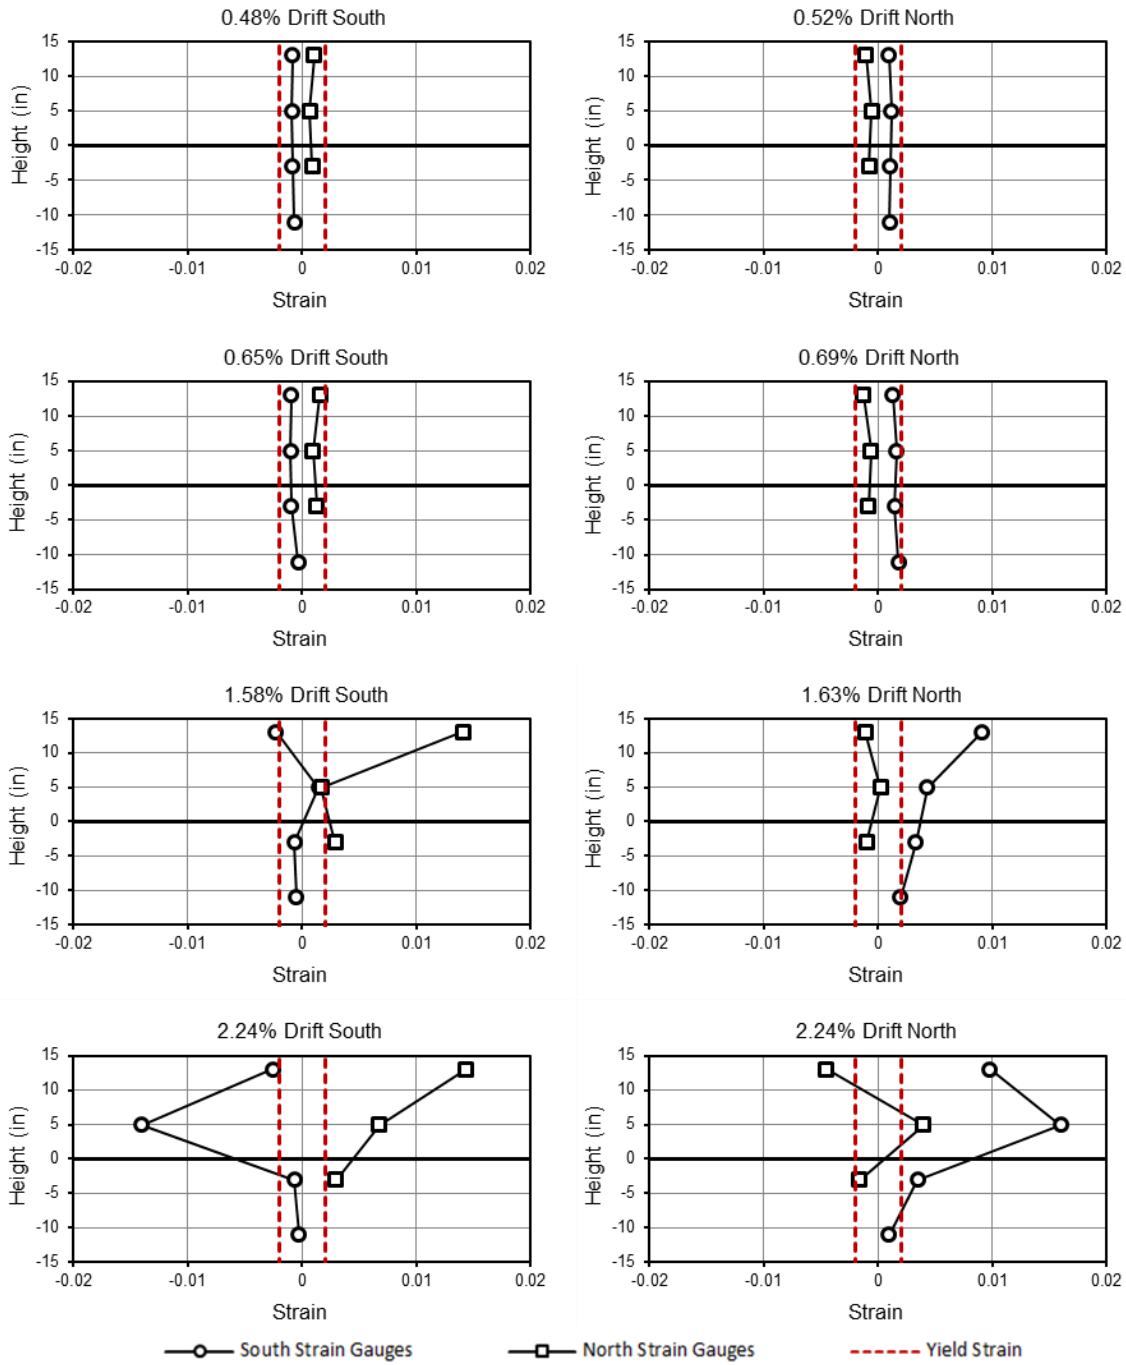 0.48% Drift South
0.52% Drift North
15
10
5
0
-5
-10
-15
Height (in)
-0.02 -0.01 0 0.01 0.02
Strain
15
10
5
0
-5
-10
-15
Height (in)
-0.02 -0.01 0 0.01 0.02
Strain
0.65% Drift South
0.69% Drift North
15
10
5
0
-5
-10
-15
Height (in)
-0.02 -0.01 0 0.01 0.02
Strain
15
10
5
0
-5
-10
-15
Height (in)
-0.02 -0.01 0 0.01 0.02
Strain
1.58% Drift South
1.63% Drift North
15
10
5
0
-5
-10
-15
Height (in)
-0.02 -0.01 0 0.01 0.02
Strain
15
10
5
0
-5
-10
-15
Height (in)
-0.02 -0.01 0 0.01 0.02
Strain
2.24% Drift South
2.24% Drift North
15
10
5
0
-5
-10
-15
Height (in)
-0.02 -0.01 0 0.01 0.02
Strain
15
10
5
0
-5
-10
-15
Height (in)
-0.02 -0.01 0 0.01 0.02
Strain
South Strain Gauges North Strain Gauges Yield Strain